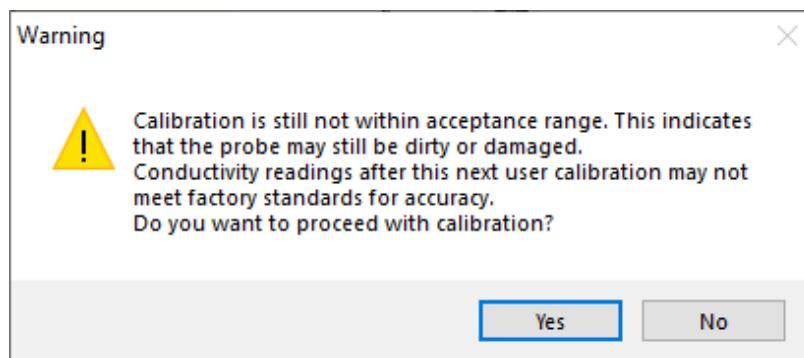 Warning
Calibration is still not within acceptance range. This indicates
that the probe may still be dirty or damaged.
Conductivity readings after this next user calibration may not
meet factory standards for accuracy.
Do you want to proceed with calibration?
Yes
No